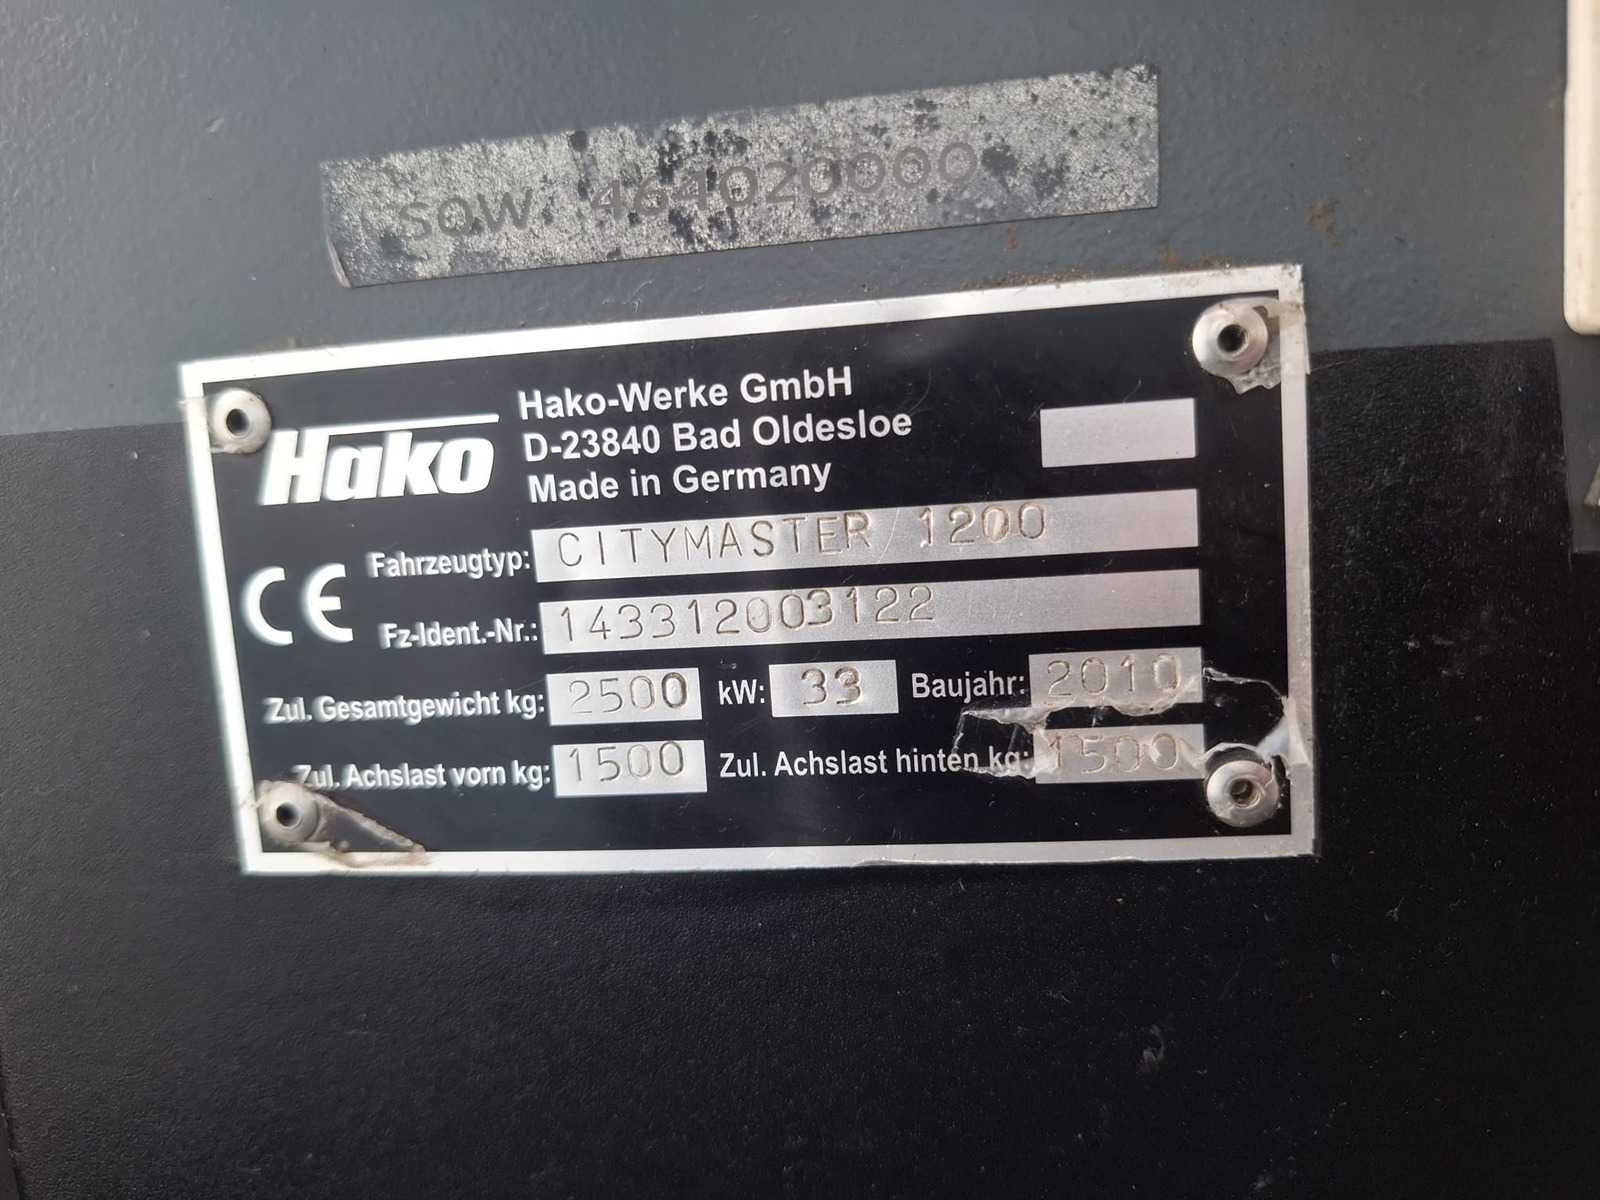 SOW. 464020000
Hako
Hako-Werke GmbH
D-23840 Bad Oldesloe
Made in Germany
CE
Fahrzeugtyp: CITYMASTER 1200
Fz-Ident.-Nr.: 143312003122
Zul. Gesamtgewicht kg: 2500 kW: 33 Baujahr: 2010
Zul. Achslast vorn kg: 1500 Zul. Achslast hinten kg: 1500